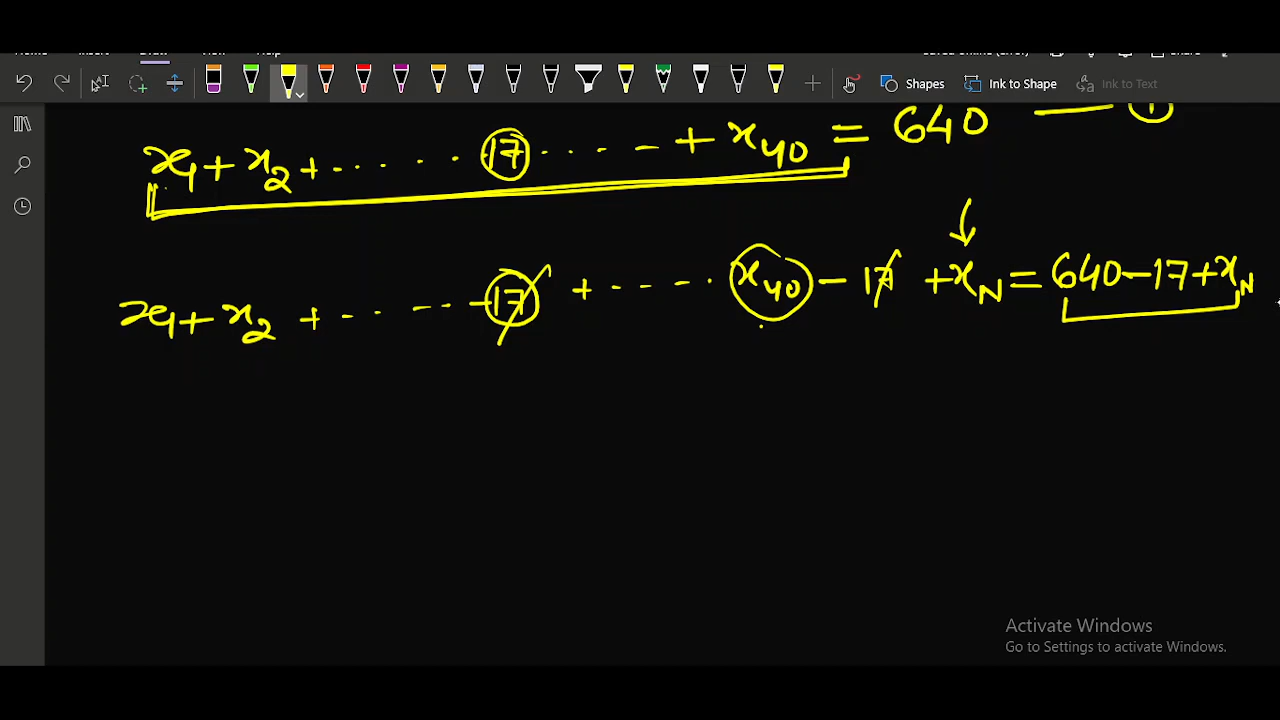 Shapes Ink to Shape Ink to Text
x1 + x2 + ..... 17 .... - + x40 = 640 — 1
x1 + x2 + ..... 17 + ----. x40 - 17 + xN = 640 - 17 + xN
Activate Windows
Go to Settings to activate Windows.